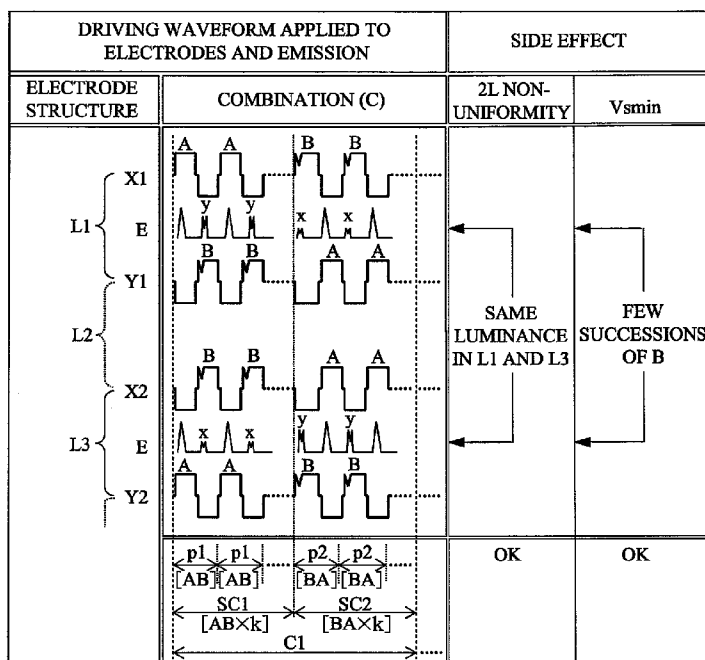 DRIVING WAVEFORM APPLIED TO
ELECTRODES AND EMISSION
SIDE EFFECT
ELECTRODE
STRUCTURE
COMBINATION (C)
2L NON-
UNIFORMITY
Vsmin
A A B B
X1
y y x x
L1 E
B B A A
Y1
L2
SAME
LUMINANCE
IN L1 AND L3
FEW
SUCCESSIONS
OF B
B B A A
X2
x x y y
L3 E
A A B B
Y2
p1 p1 p2 p2
[AB] [AB] [BA] [BA]
SC1 SC2
[AB×k] [BA×k]
C1
OK OK